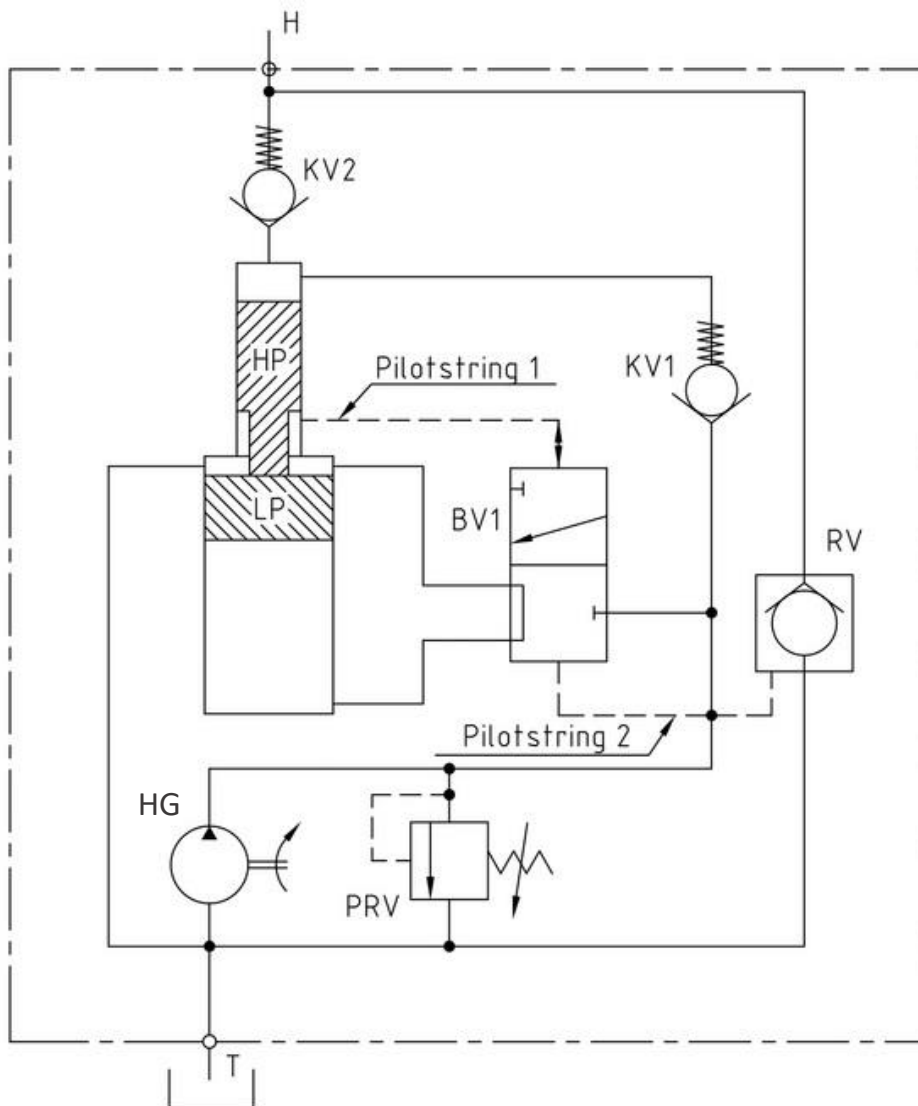 H
KV2
HP
Pilotstring 1
KV1
LP
BV1
RV
Pilotstring 2
HG
PRV
T